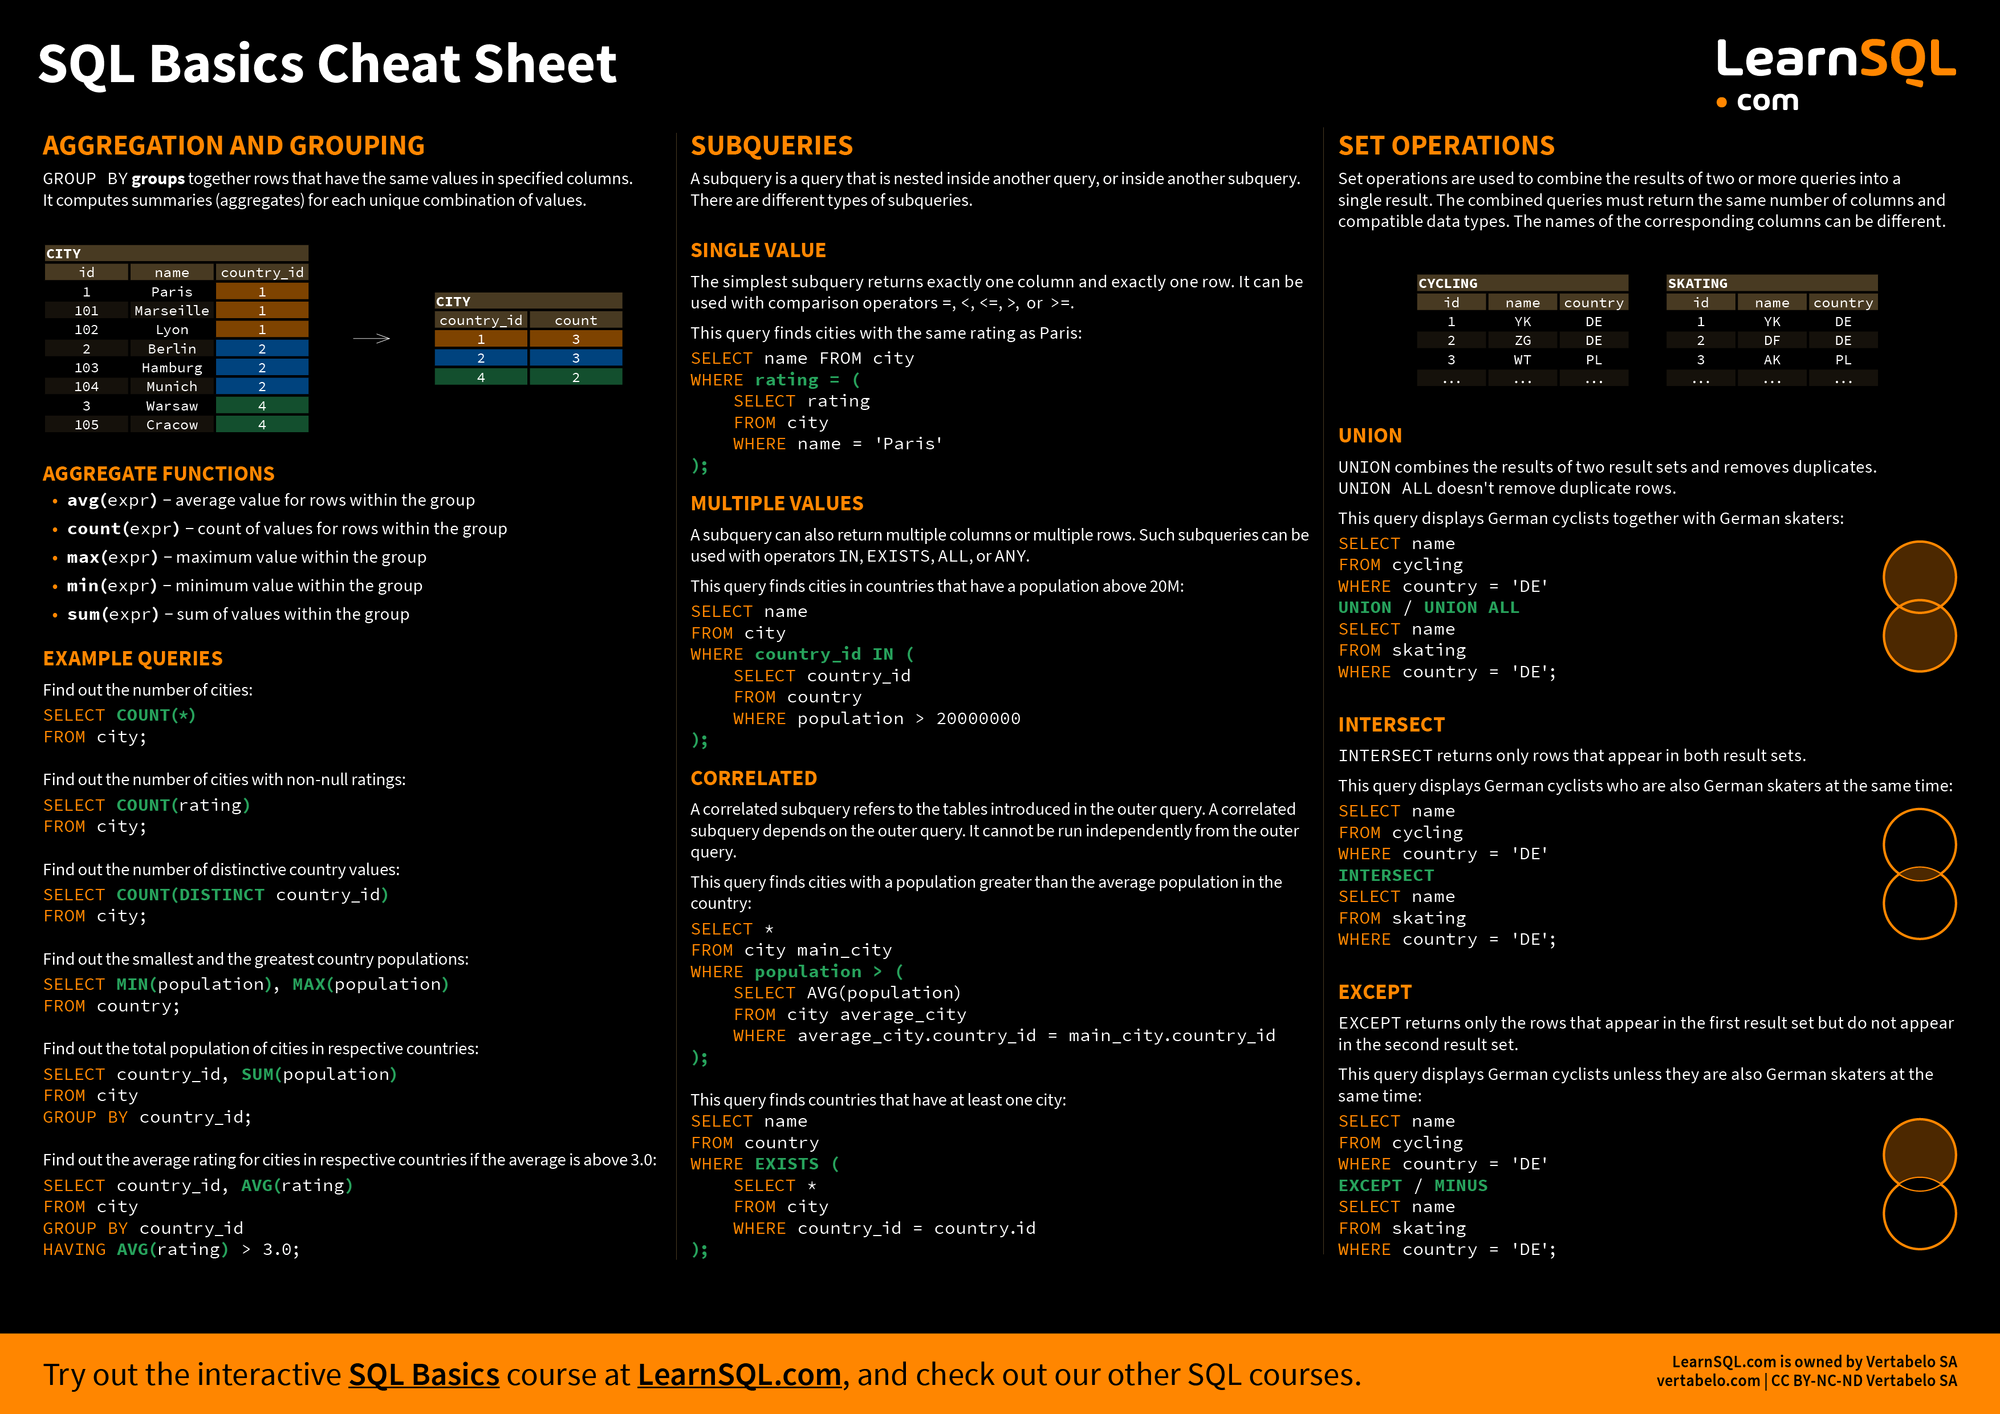 SQL Basics Cheat Sheet
LearnSQL
• com
AGGREGATION AND GROUPING
GROUP BY groups together rows that have the same values in specified columns.
It computes summaries (aggregates) for each unique combination of values.
CITY
id name country_id
1 Paris 1
101 Marseille 1
102 Lyon 1
2 Berlin 2
103 Hamburg 2
104 Munich 2
3 Warsaw 4
105 Cracow 4
CITY
country_id count
1 3
2 3
4 2
AGGREGATE FUNCTIONS
• avg(expr) – average value for rows within the group
• count(expr) – count of values for rows within the group
• max(expr) – maximum value within the group
• min(expr) – minimum value within the group
• sum(expr) – sum of values within the group
EXAMPLE QUERIES
Find out the number of cities:
SELECT COUNT(*)
FROM city;
Find out the number of cities with non-null ratings:
SELECT COUNT(rating)
FROM city;
Find out the number of distinctive country values:
SELECT COUNT(DISTINCT country_id)
FROM city;
Find out the smallest and the greatest country populations:
SELECT MIN(population), MAX(population)
FROM country;
Find out the total population of cities in respective countries:
SELECT country_id, SUM(population)
FROM city
GROUP BY country_id;
Find out the average rating for cities in respective countries if the average is above 3.0:
SELECT country_id, AVG(rating)
FROM city
GROUP BY country_id
HAVING AVG(rating) > 3.0;
SUBQUERIES
A subquery is a query that is nested inside another query, or inside another subquery.
There are different types of subqueries.
SINGLE VALUE
The simplest subquery returns exactly one column and exactly one row. It can be
used with comparison operators =, <, <=, >, or >=.
This query finds cities with the same rating as Paris:
SELECT name FROM city
WHERE rating = (
    SELECT rating
    FROM city
    WHERE name = 'Paris'
);
MULTIPLE VALUES
A subquery can also return multiple columns or multiple rows. Such subqueries can be
used with operators IN, EXISTS, ALL, or ANY.
This query finds cities in countries that have a population above 20M:
SELECT name
FROM city
WHERE country_id IN (
    SELECT country_id
    FROM country
    WHERE population > 20000000
);
CORRELATED
A correlated subquery refers to the tables introduced in the outer query. A correlated
subquery depends on the outer query. It cannot be run independently from the outer
query.
This query finds cities with a population greater than the average population in the
country:
SELECT *
FROM city main_city
WHERE population > (
    SELECT AVG(population)
    FROM city average_city
    WHERE average_city.country_id = main_city.country_id
);
This query finds countries that have at least one city:
SELECT name
FROM country
WHERE EXISTS (
    SELECT *
    FROM city
    WHERE country_id = country.id
);
SET OPERATIONS
Set operations are used to combine the results of two or more queries into a
single result. The combined queries must return the same number of columns and
compatible data types. The names of the corresponding columns can be different.
CYCLING
id name country
1 YK DE
2 ZG DE
3 WT PL
... ... ...
SKATING
id name country
1 YK DE
2 DF DE
3 AK PL
... ... ...
UNION
UNION combines the results of two result sets and removes duplicates.
UNION ALL doesn't remove duplicate rows.
This query displays German cyclists together with German skaters:
SELECT name
FROM cycling
WHERE country = 'DE'
UNION / UNION ALL
SELECT name
FROM skating
WHERE country = 'DE';
INTERSECT
INTERSECT returns only rows that appear in both result sets.
This query displays German cyclists who are also German skaters at the same time:
SELECT name
FROM cycling
WHERE country = 'DE'
INTERSECT
SELECT name
FROM skating
WHERE country = 'DE';
EXCEPT
EXCEPT returns only the rows that appear in the first result set but do not appear
in the second result set.
This query displays German cyclists unless they are also German skaters at the
same time:
SELECT name
FROM cycling
WHERE country = 'DE'
EXCEPT / MINUS
SELECT name
FROM skating
WHERE country = 'DE';
Try out the interactive SQL Basics course at LearnSQL.com, and check out our other SQL courses.
LearnSQL.com is owned by Vertabelo SA
vertabelo.com | CC BY-NC-ND Vertabelo SA